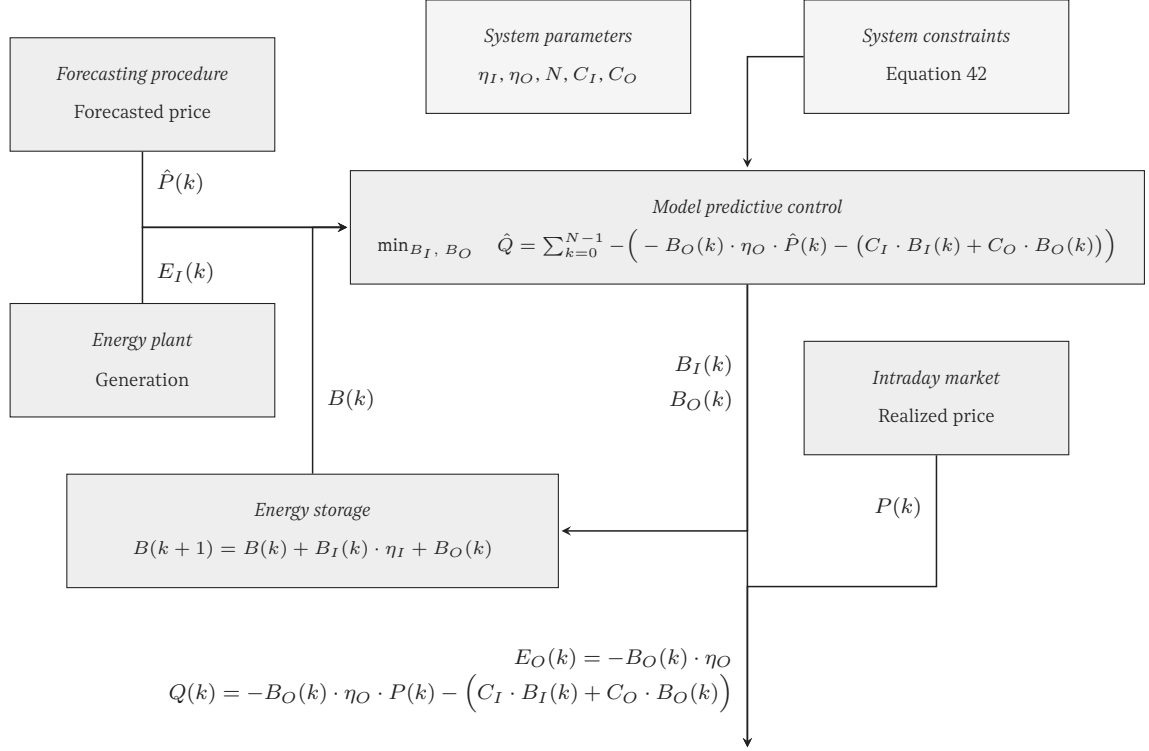 System parameters
η_I, η_O, N, C_I, C_O
System constraints
Equation 42
Forecasting procedure
Forecasted price
P̂(k)
Model predictive control
min_{B_I, B_O} Q̂ = ∑_{k=0}^{N−1} −( − B_O(k) · η_O · P̂(k) − (C_I · B_I(k) + C_O · B_O(k)))
E_I(k)
Energy plant
Generation
B(k)
B_I(k)
B_O(k)
Intraday market
Realized price
P(k)
Energy storage
B(k + 1) = B(k) + B_I(k) · η_I + B_O(k)
E_O(k) = −B_O(k) · η_O
Q(k) = −B_O(k) · η_O · P(k) − (C_I · B_I(k) + C_O · B_O(k))